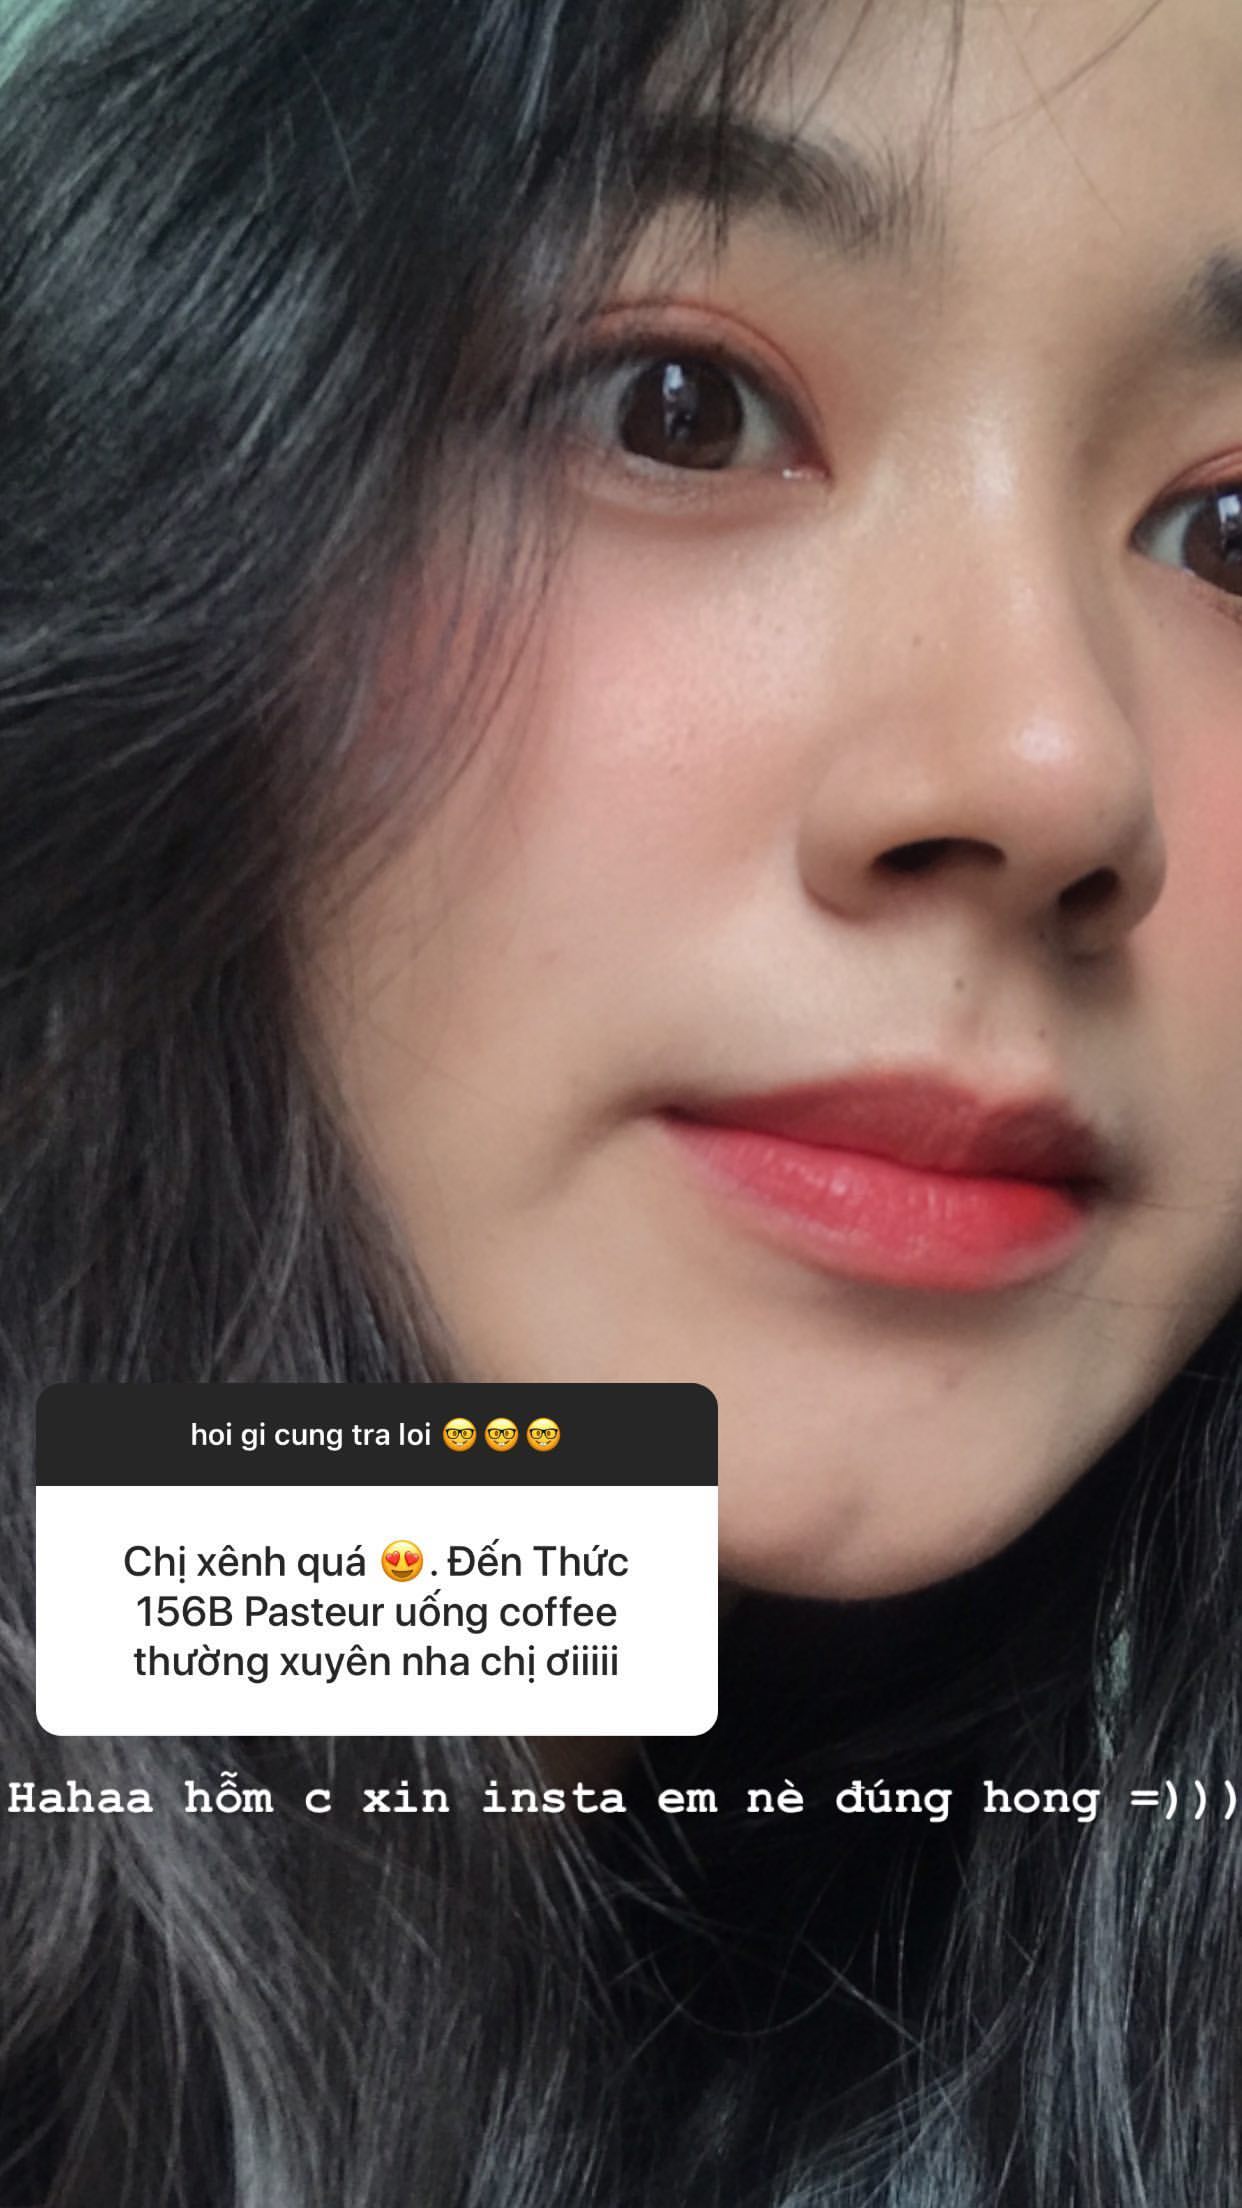 hoi gi cung tra loi 🤓🤓🤓
Chị xênh quá 😍. Đến Thức
156B Pasteur uống coffee
thường xuyên nha chị ơiiiii
Hahaa hỗm c xin insta em nè đúng hong =)))